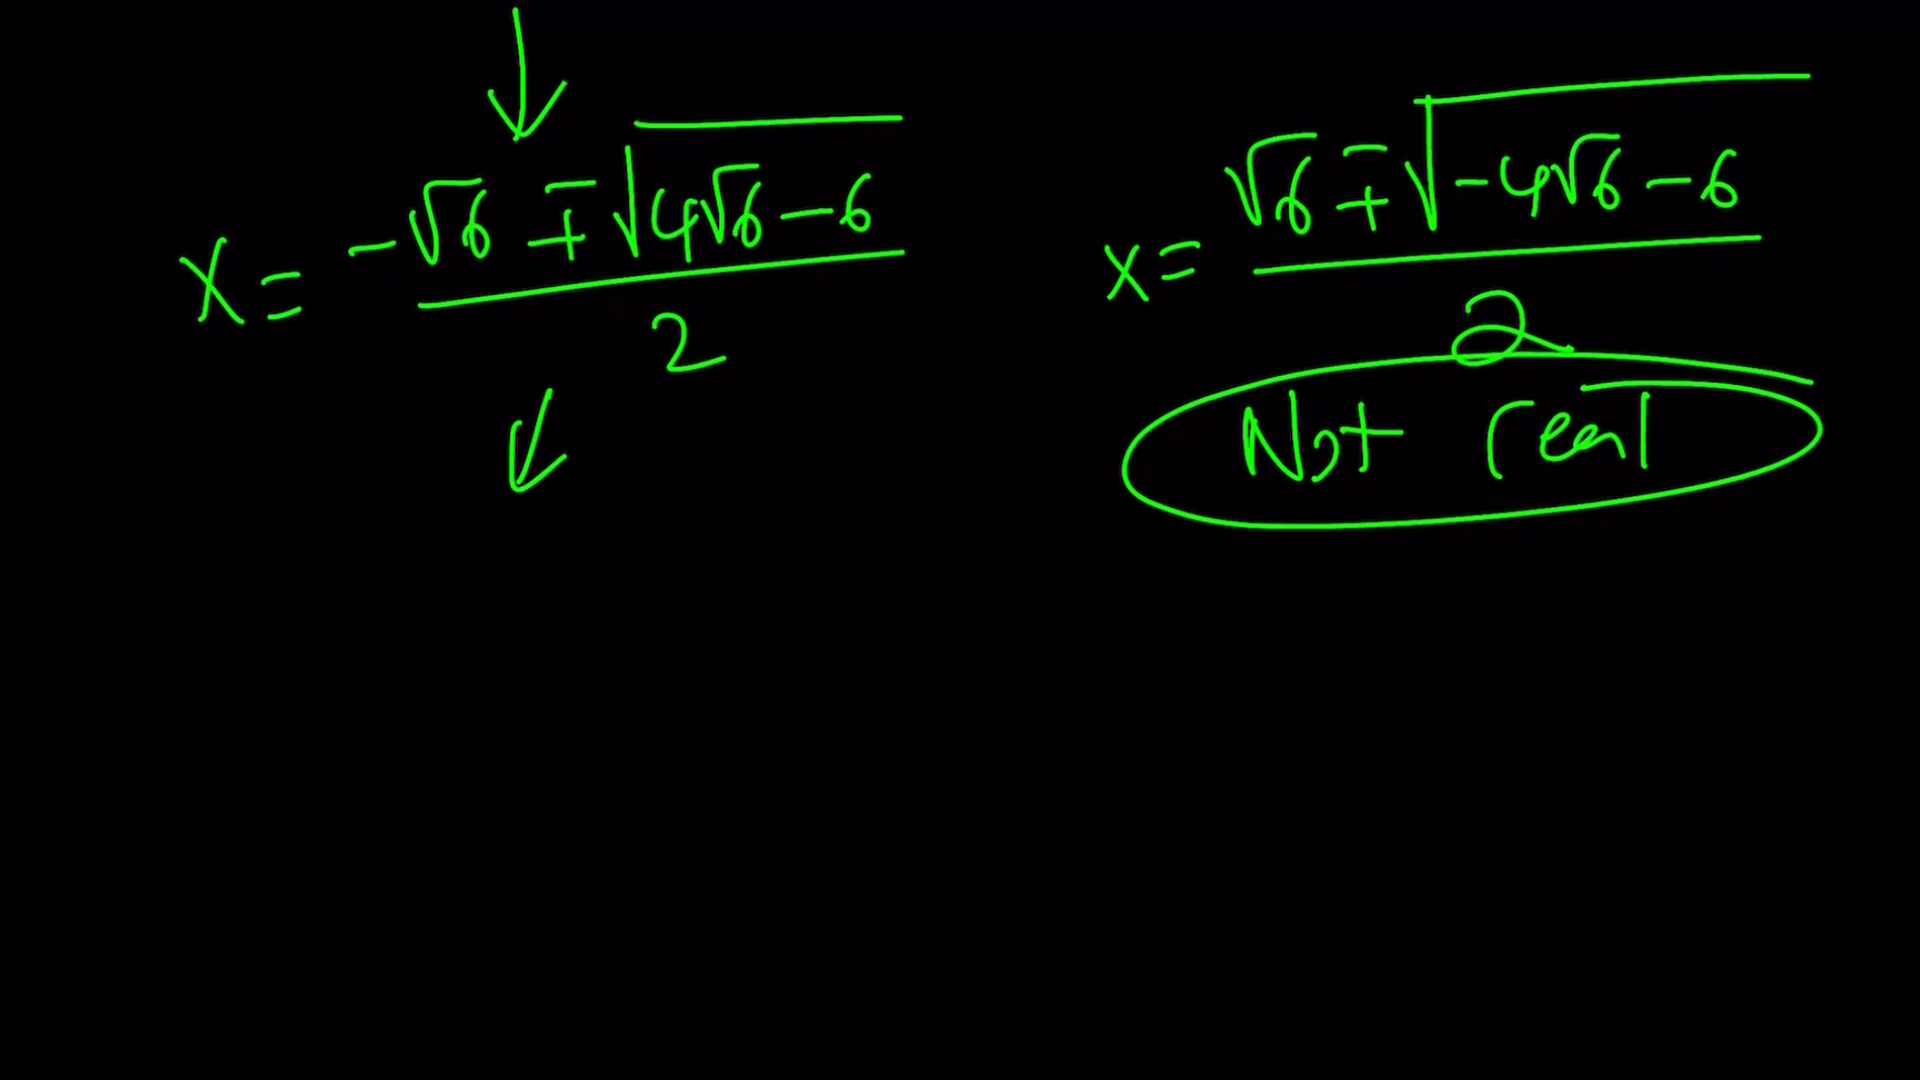 x = (-√6 ∓ √(4√6 - 6)) / 2
x = (√6 ∓ √(-4√6 - 6)) / 2
Not real